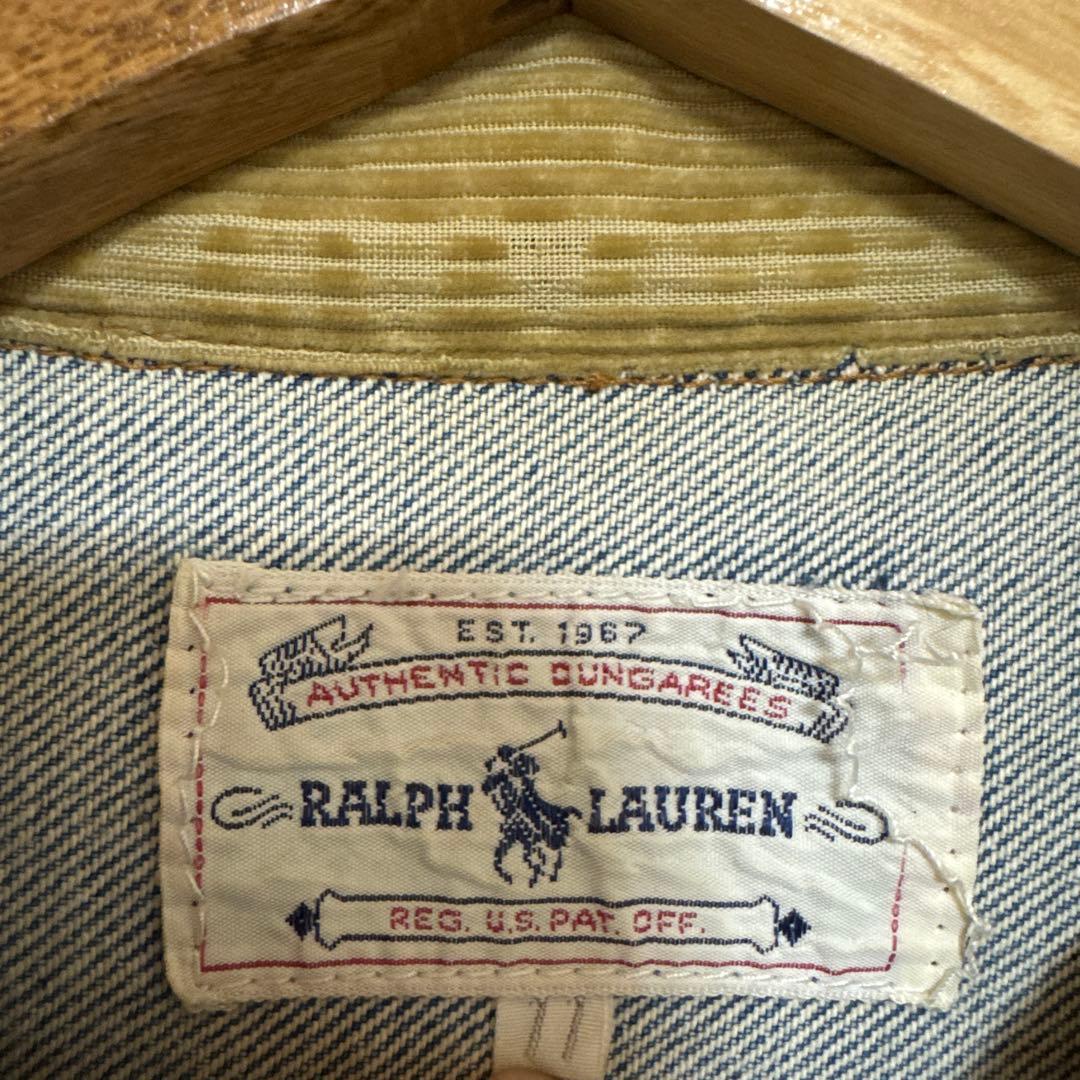 EST. 1967
AUTHENTIC DUNGAREES
RALPH LAUREN
REG. U.S. PAT. OFF.